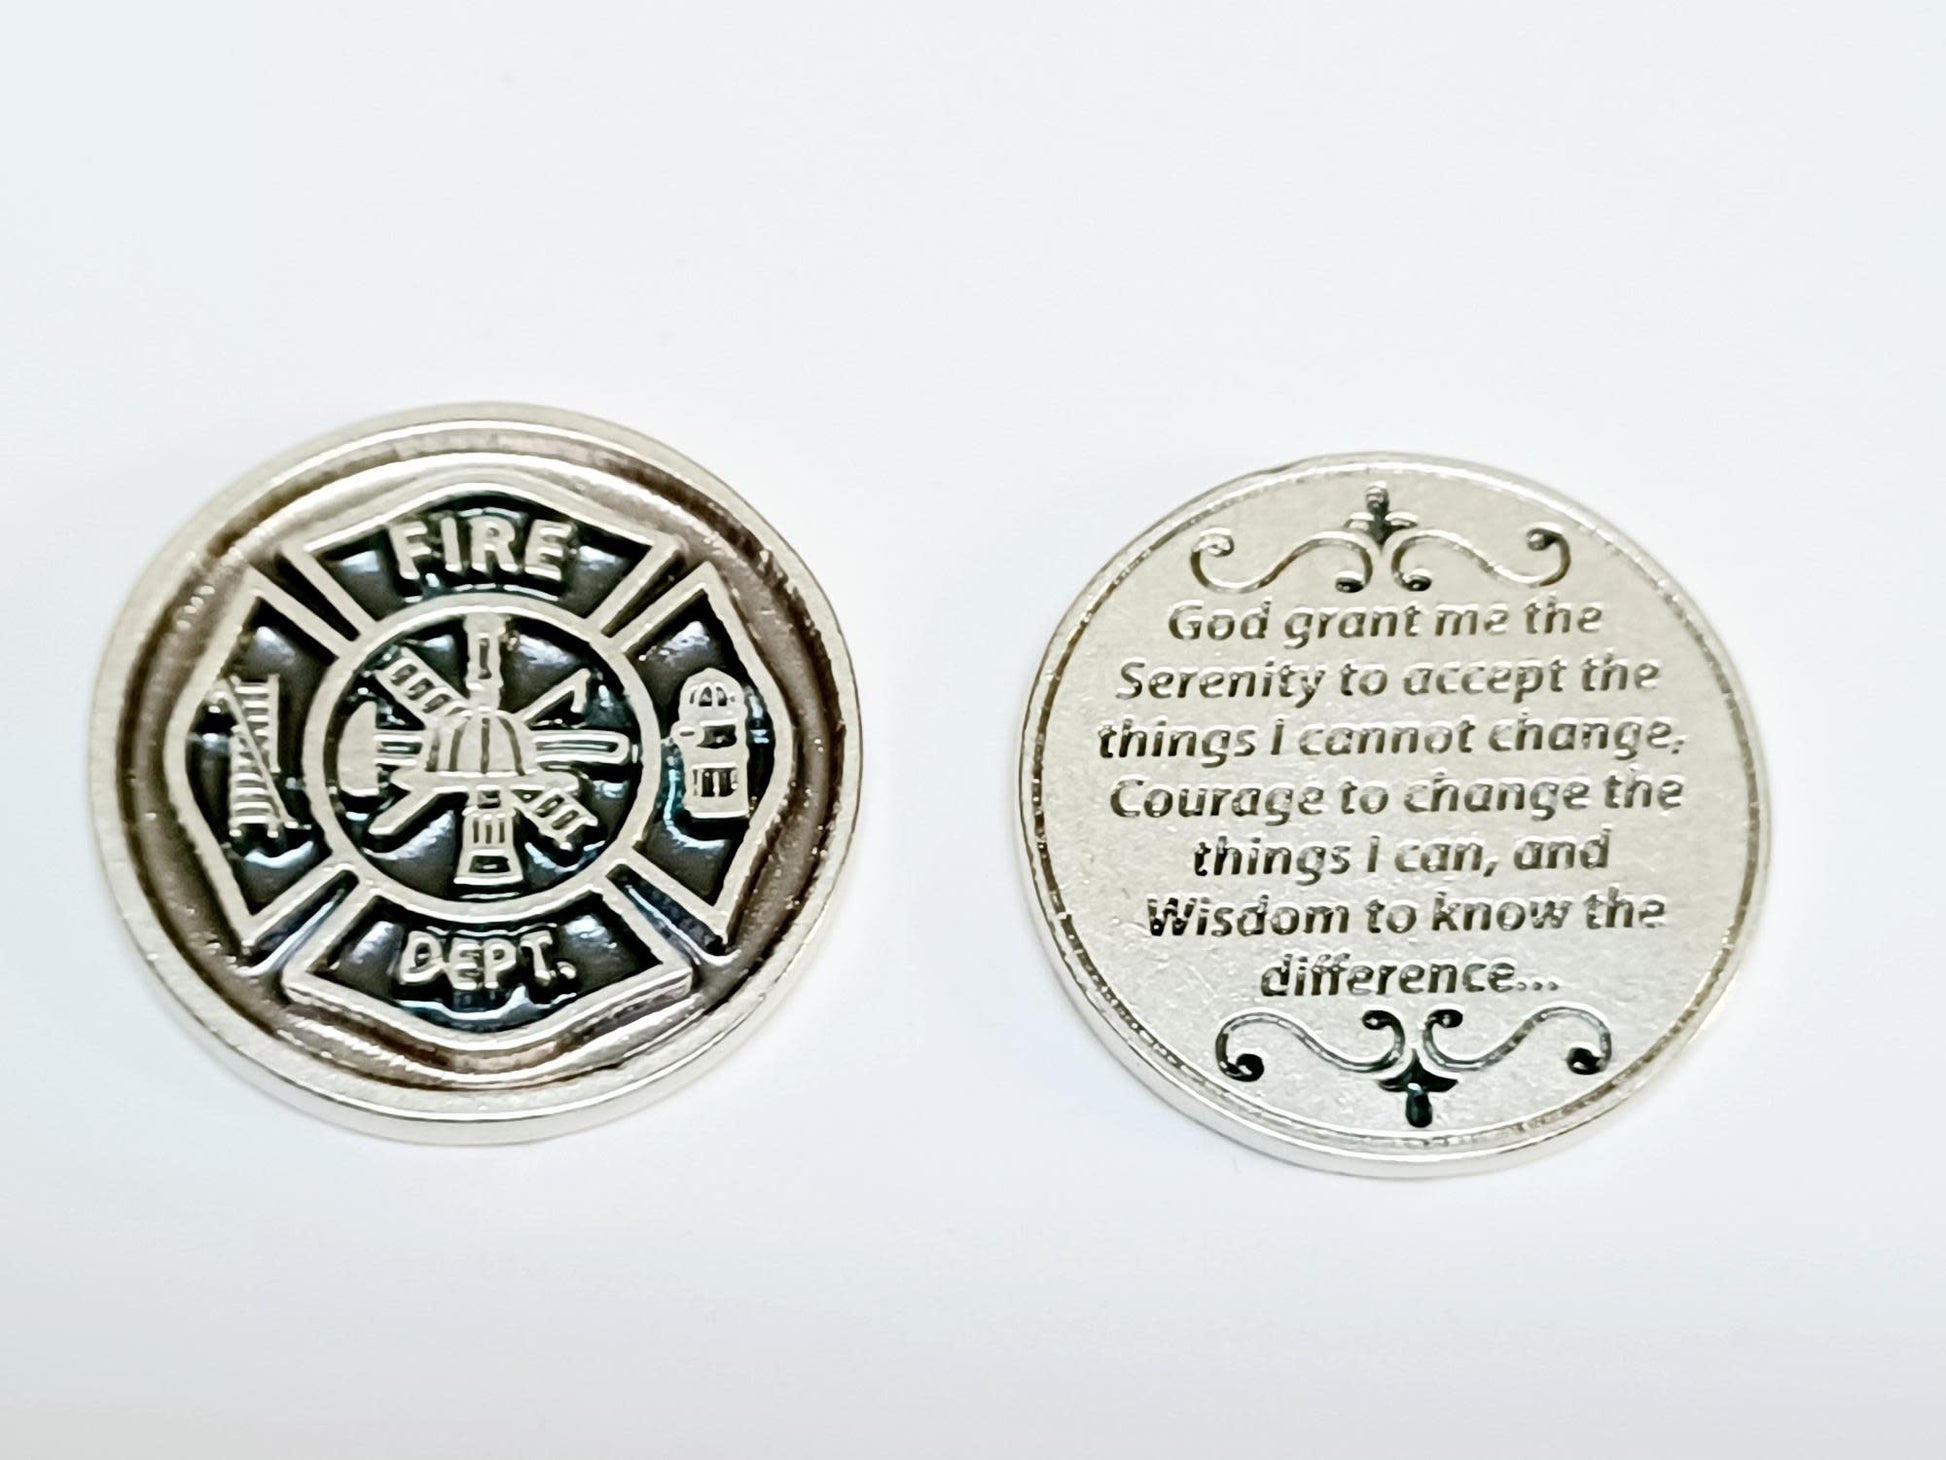 FIRE
DEPT.
God grant me the
Serenity to accept the
things I cannot change,
Courage to change the
things I can, and
Wisdom to know the
difference...